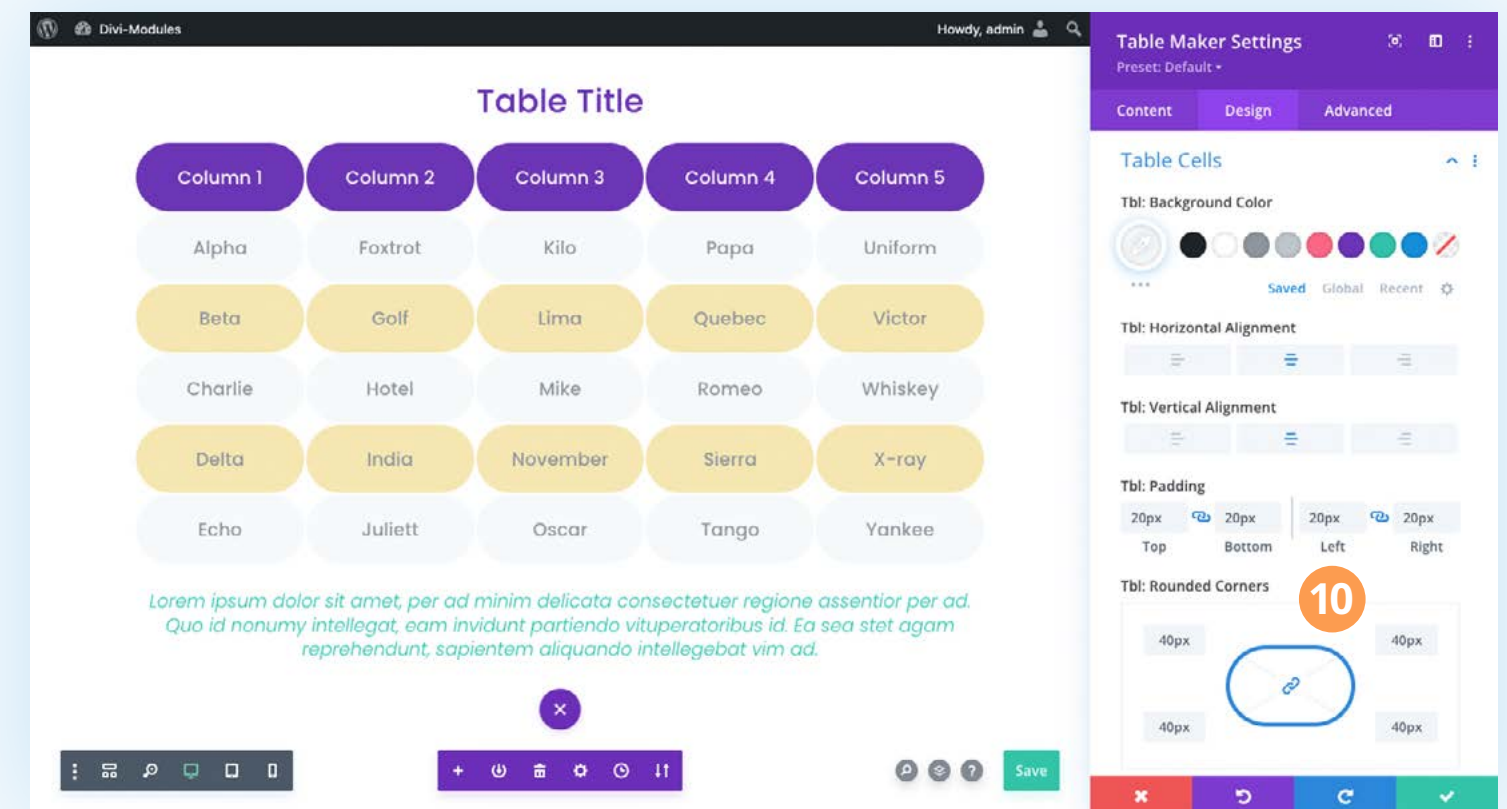 Divi-Modules
Howdy, admin
Table Title
Column 1 Column 2 Column 3 Column 4 Column 5
Alpha Foxtrot Kilo Papa Uniform
Beta Golf Lima Quebec Victor
Charlie Hotel Mike Romeo Whiskey
Delta India November Sierra X-ray
Echo Juliett Oscar Tango Yankee
Lorem ipsum dolor sit amet, per ad minim delicata consectetuer regione assentior per ad.
Quo id nonumy intellegat, eam invidunt partiendo vituperatoribus id. Ea sea stet agam
reprehendunt, sapientem aliquando intellegebat vim ad.
Save
Table Maker Settings
Preset: Default
Content Design Advanced
Table Cells
Tbl: Background Color
Saved Global Recent
Tbl: Horizontal Alignment
Tbl: Vertical Alignment
Tbl: Padding
20px 20px 20px 20px
Top Bottom Left Right
Tbl: Rounded Corners
10
40px 40px
40px 40px